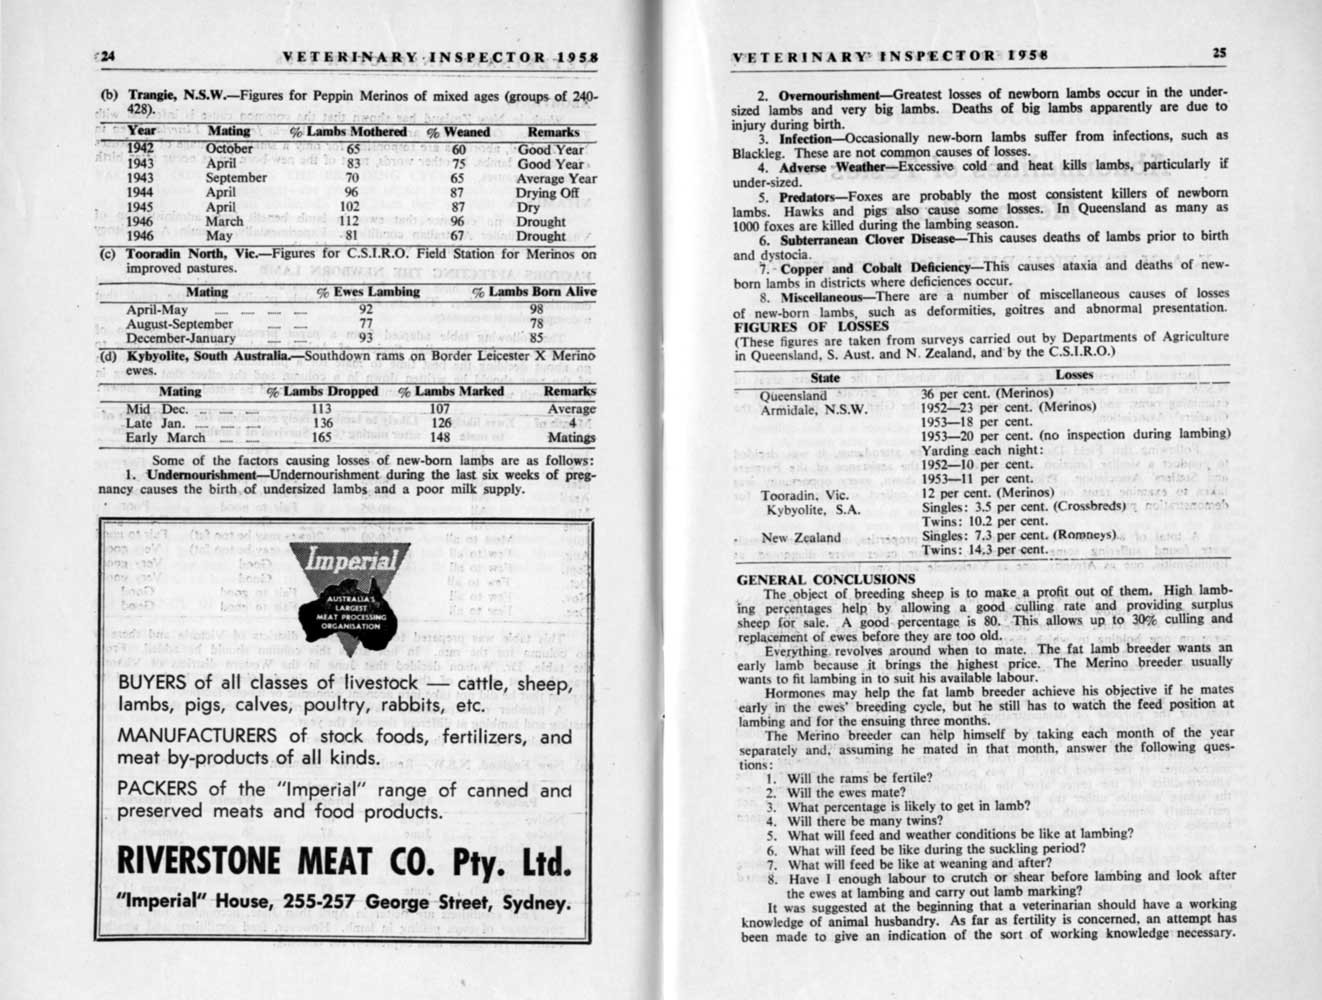 24 VETERINARY INSPECTOR 1958
(b) Trangie, N.S.W.—Figures for Peppin Merinos of mixed ages (groups of 240-
428).
Year Mating % Lambs Mothered % Weaned Remarks
1942 October 65 60 Good Year
1943 April 83 75 Good Year
1943 September 70 65 Average Year
1944 April 96 87 Drying Off
1945 April 102 87 Dry
1946 March 112 96 Drought
1946 May 81 67 Drought
(c) Tooradin North, Vic.—Figures for C.S.I.R.O. Field Station for Merinos on
improved pastures.
Mating % Ewes Lambing % Lambs Born Alive
April-May .... .... .... .... 92 98
August-September .... .... 77 78
December-January .... .... 93 85
(d) Kybyolite, South Australia.—Southdown rams on Border Leicester X Merino
ewes.
Mating % Lambs Dropped % Lambs Marked Remarks
Mid Dec. .... .... .... 113 107 Average
Late Jan. .... .... .... 136 126 4
Early March .... .... 165 148 Matings
Some of the factors causing losses of new-born lambs are as follows:
1. Undernourishment—Undernourishment during the last six weeks of preg-
nancy causes the birth of undersized lambs and a poor milk supply.
Imperial
AUSTRALIA'S
LARGEST
MEAT PROCESSING
ORGANISATION
BUYERS of all classes of livestock — cattle, sheep,
lambs, pigs, calves, poultry, rabbits, etc.
MANUFACTURERS of stock foods, fertilizers, and
meat by-products of all kinds.
PACKERS of the "Imperial" range of canned and
preserved meats and food products.
RIVERSTONE MEAT CO. Pty. Ltd.
"Imperial" House, 255-257 George Street, Sydney.
VETERINARY INSPECTOR 1958 25
2. Overnourishment—Greatest losses of newborn lambs occur in the under-
sized lambs and very big lambs. Deaths of big lambs apparently are due to
injury during birth.
3. Infection—Occasionally new-born lambs suffer from infections, such as
Blackleg. These are not common causes of losses.
4. Adverse Weather—Excessive cold and heat kills lambs, particularly if
under-sized.
5. Predators—Foxes are probably the most consistent killers of newborn
lambs. Hawks and pigs also cause some losses. In Queensland as many as
1000 foxes are killed during the lambing season.
6. Subterranean Clover Disease—This causes deaths of lambs prior to birth
and dystocia.
7. Copper and Cobalt Deficiency—This causes ataxia and deaths of new-
born lambs in districts where deficiences occur.
8. Miscellaneous—There are a number of miscellaneous causes of losses
of new-born lambs, such as deformities, goitres and abnormal presentation.
FIGURES OF LOSSES
(These figures are taken from surveys carried out by Departments of Agriculture
in Queensland, S. Aust. and N. Zealand, and by the C.S.I.R.O.)
State Losses
Queensland 36 per cent. (Merinos)
Armidale, N.S.W. 1952—23 per cent. (Merinos)
1953—18 per cent.
1953—20 per cent. (no inspection during lambing)
Yarding each night:
1952—10 per cent.
1953—11 per cent.
Tooradin, Vic. 12 per cent. (Merinos)
Kybyolite, S.A. Singles: 3.5 per cent. (Crossbreds)
Twins: 10.2 per cent.
New Zealand Singles: 7.3 per cent. (Romneys)
Twins: 14.3 per cent.
GENERAL CONCLUSIONS
The object of breeding sheep is to make a profit out of them. High lamb-
ing percentages help by allowing a good culling rate and providing surplus
sheep for sale. A good percentage is 80. This allows up to 30% culling and
replacement of ewes before they are too old.
Everything revolves around when to mate. The fat lamb breeder wants an
early lamb because it brings the highest price. The Merino breeder usually
wants to fit lambing in to suit his available labour.
Hormones may help the fat lamb breeder achieve his objective if he mates
early in the ewes' breeding cycle, but he still has to watch the feed position at
lambing and for the ensuing three months.
The Merino breeder can help himself by taking each month of the year
separately and, assuming he mated in that month, answer the following ques-
tions:
1. Will the rams be fertile?
2. Will the ewes mate?
3. What percentage is likely to get in lamb?
4. Will there be many twins?
5. What will feed and weather conditions be like at lambing?
6. What will feed be like during the suckling period?
7. What will feed be like at weaning and after?
8. Have I enough labour to crutch or shear before lambing and look after
the ewes at lambing and carry out lamb marking?
It was suggested at the beginning that a veterinarian should have a working
knowledge of animal husbandry. As far as fertility is concerned, an attempt has
been made to give an indication of the sort of working knowledge necessary.